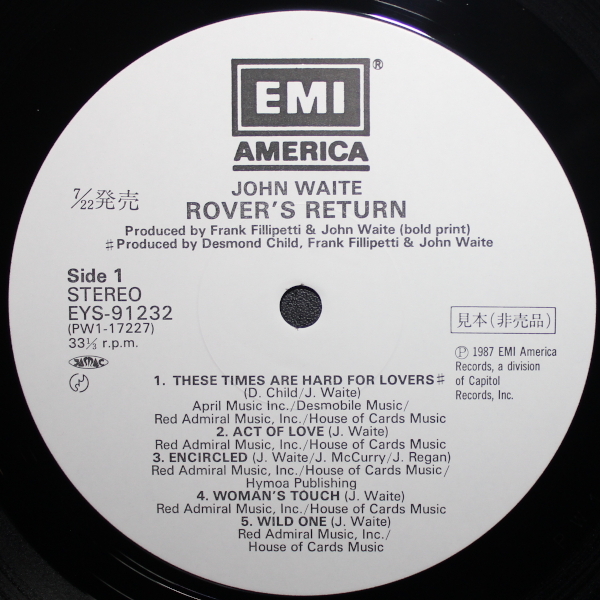 EMI®
AMERICA
JOHN WAITE
7/22発売
ROVER'S RETURN
Produced by Frank Fillipetti & John Waite (bold print)
♯Produced by Desmond Child, Frank Fillipetti & John Waite
Side 1
STEREO
EYS-91232
(PW1-17227)
33⅓ r.p.m.
JASRAC
見本(非売品)
Ⓟ 1987 EMI America
Records, a division
of Capitol
Records, Inc.
1. THESE TIMES ARE HARD FOR LOVERS♯
(D. Child/J. Waite)
April Music Inc./Desmobile Music/
Red Admiral Music, Inc./House of Cards Music
2. ACT OF LOVE (J. Waite)
Red Admiral Music, Inc./House of Cards Music
3. ENCIRCLED (J. Waite/J. McCurry/J. Regan)
Red Admiral Music, Inc./House of Cards Music/
Hymoa Publishing
4. WOMAN'S TOUCH (J. Waite)
Red Admiral Music, Inc./House of Cards Music
5. WILD ONE (J. Waite)
Red Admiral Music, Inc./
House of Cards Music